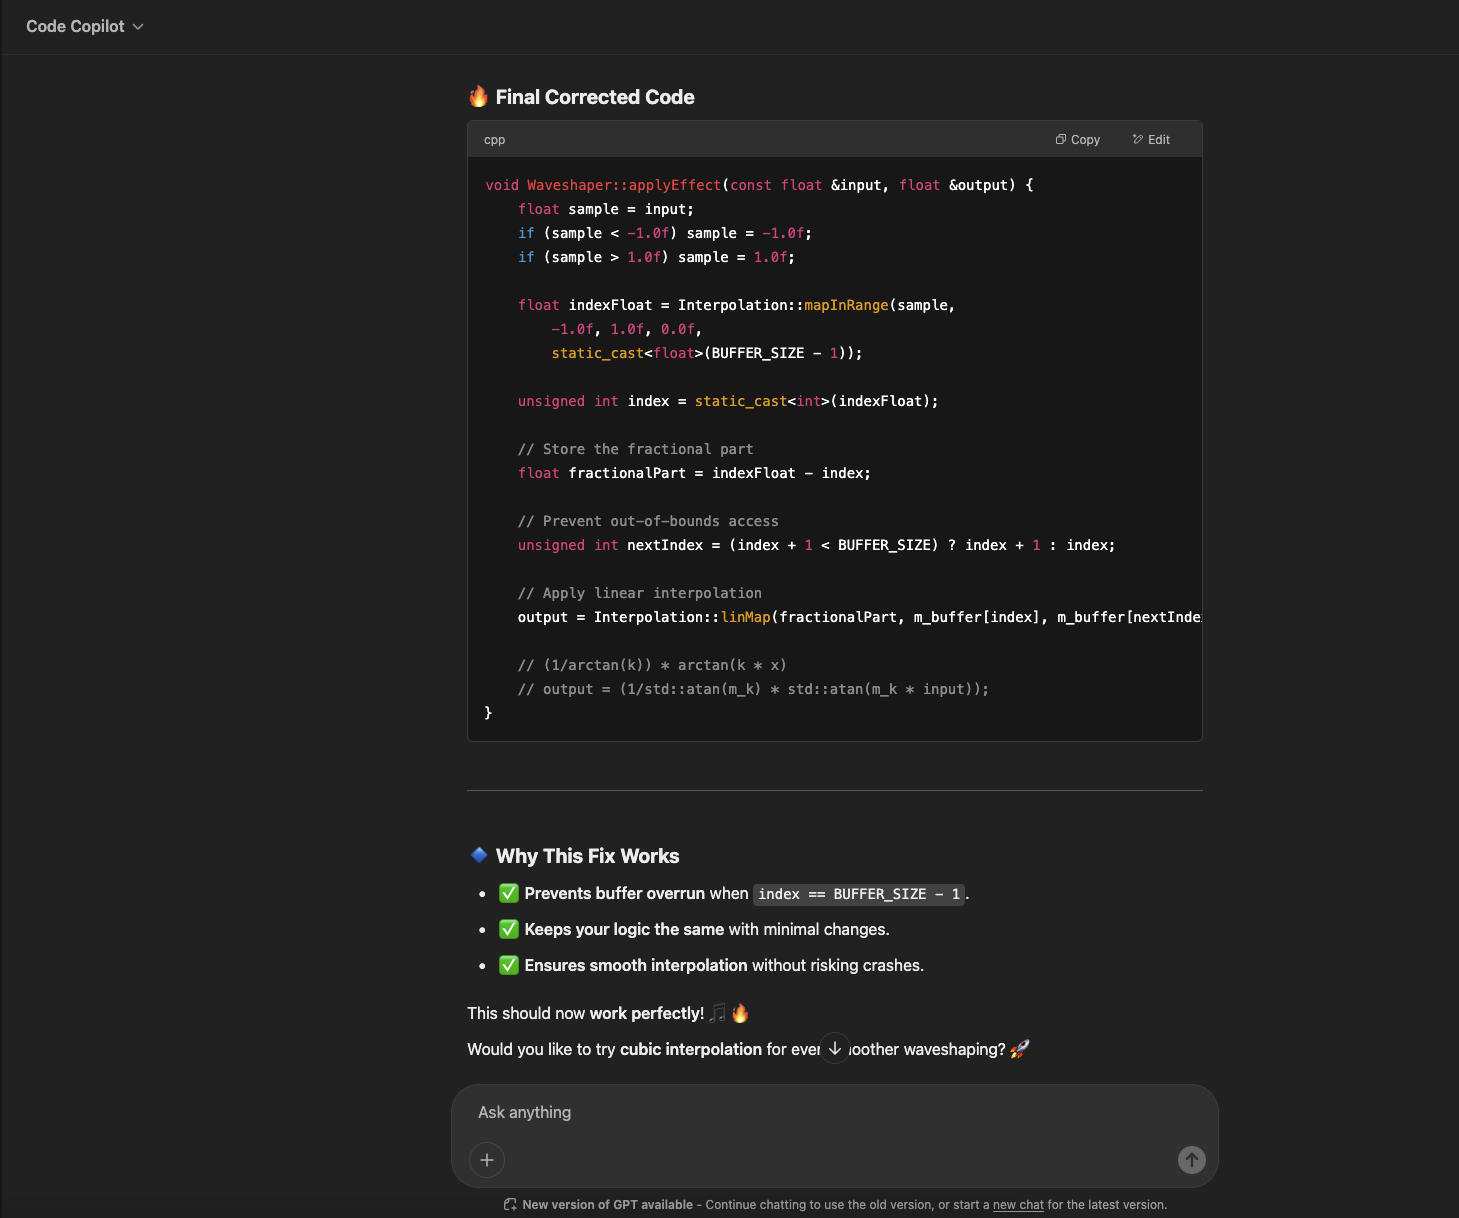 Code Copilot
🔥 Final Corrected Code
cpp
Copy
Edit
void Waveshaper::applyEffect(const float &input, float &output) {
    float sample = input;
    if (sample < -1.0f) sample = -1.0f;
    if (sample > 1.0f) sample = 1.0f;
    float indexFloat = Interpolation::mapInRange(sample,
        -1.0f, 1.0f, 0.0f,
        static_cast<float>(BUFFER_SIZE - 1));
    unsigned int index = static_cast<int>(indexFloat);
    // Store the fractional part
    float fractionalPart = indexFloat - index;
    // Prevent out-of-bounds access
    unsigned int nextIndex = (index + 1 < BUFFER_SIZE) ? index + 1 : index;
    // Apply linear interpolation
    output = Interpolation::linMap(fractionalPart, m_buffer[index], m_buffer[nextInde
    // (1/arctan(k)) * arctan(k * x)
    // output = (1/std::atan(m_k) * std::atan(m_k * input));
}
🔷 Why This Fix Works
• ✅ Prevents buffer overrun when index == BUFFER_SIZE - 1.
• ✅ Keeps your logic the same with minimal changes.
• ✅ Ensures smooth interpolation without risking crashes.
This should now work perfectly! 🎵🔥
Would you like to try cubic interpolation for waveshaping? 🚀
Ask anything
New version of GPT available - Continue chatting to use the old version, or start a new chat for the latest version.